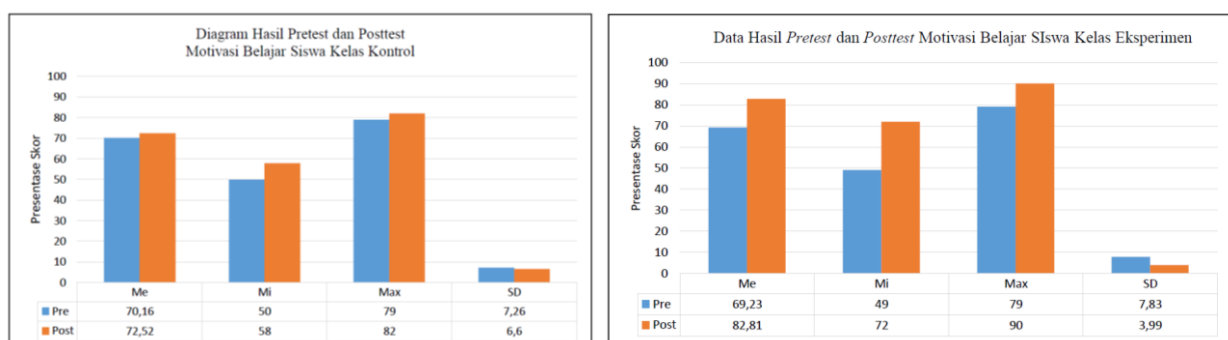 Diagram Hasil Pretest dan Posttest
Motivasi Belajar Siswa Kelas Kontrol
Presentase Skor
100
90
80
70
60
50
40
30
20
10
0
Me Mi Max SD
Pre 70,16 50 79 7,26
Post 72,52 58 82 6,6
Data Hasil Pretest dan Posttest Motivasi Belajar SIswa Kelas Eksperimen
Presentase Skor
100
90
80
70
60
50
40
30
20
10
0
Me Mi Max SD
Pre 69,23 49 79 7,83
Post 82,81 72 90 3,99